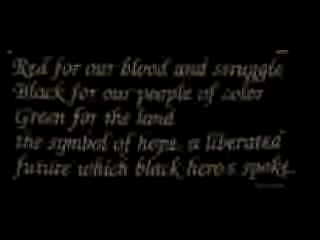 Red for our blood and struggle
Black for our people of color
Green for the land
the symbol of hope, a liberated
future which black heros spoke